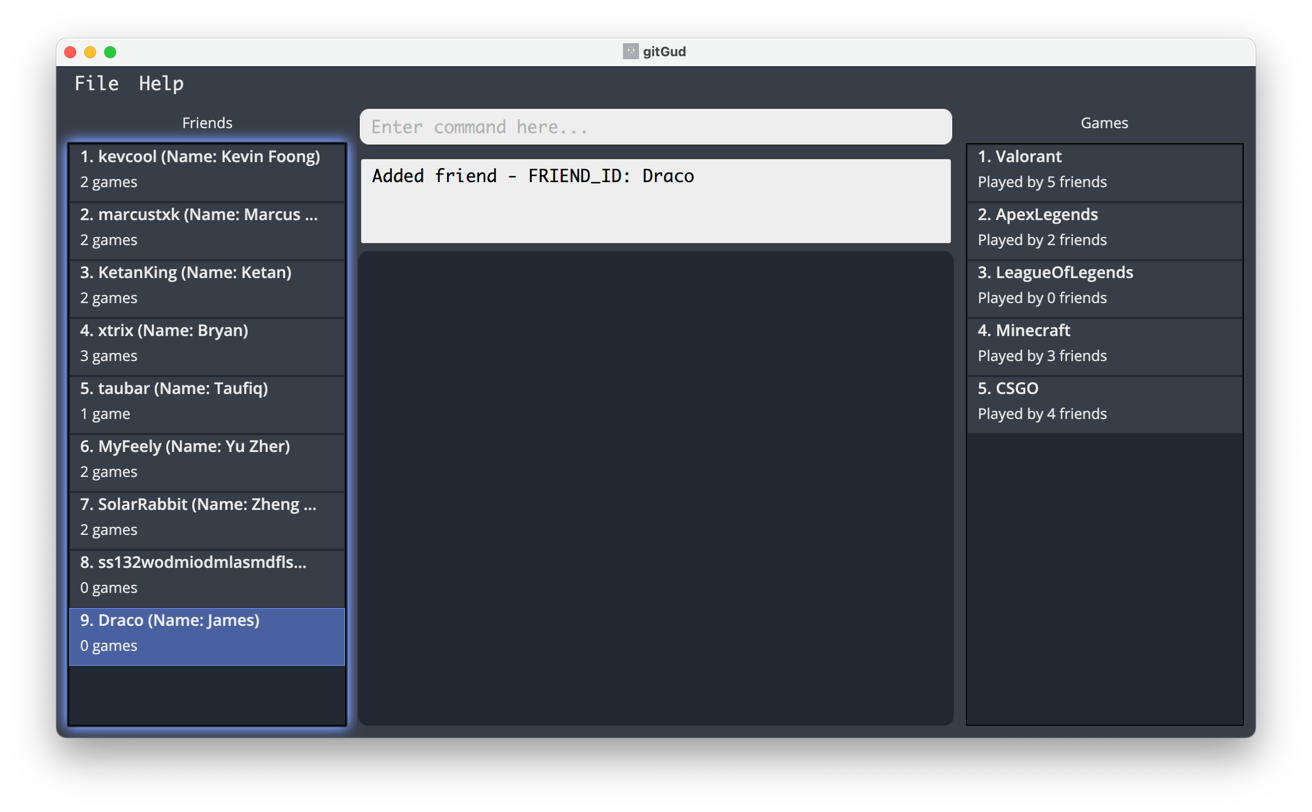 gitGud
File Help
Friends
1. kevcool (Name: Kevin Foong)
2 games
2. marcustxk (Name: Marcus ...
2 games
3. KetanKing (Name: Ketan)
2 games
4. xtrix (Name: Bryan)
3 games
5. taubar (Name: Taufiq)
1 game
6. MyFeely (Name: Yu Zher)
2 games
7. SolarRabbit (Name: Zheng ...
2 games
8. ss132wodmiodmlasmdfls...
0 games
9. Draco (Name: James)
0 games
Enter command here...
Added friend - FRIEND_ID: Draco
Games
1. Valorant
Played by 5 friends
2. ApexLegends
Played by 2 friends
3. LeagueOfLegends
Played by 0 friends
4. Minecraft
Played by 3 friends
5. CSGO
Played by 4 friends